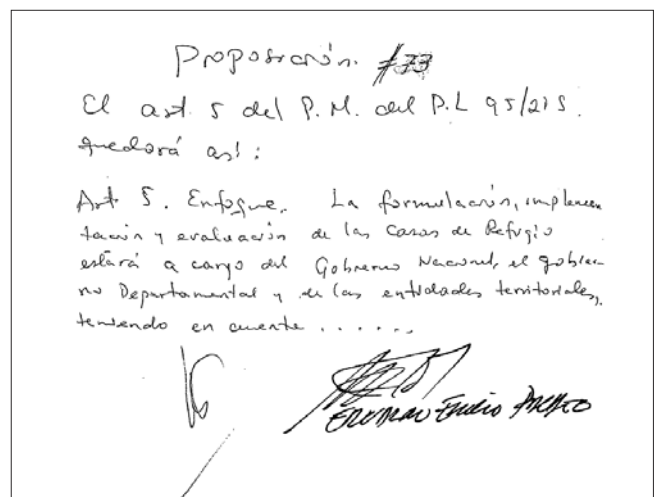 Proposición. #33
El art. 5 del P.M. del P.L 95/215.
quedará así:
Art 5. Enfoque. La formulación, implemen
tación y evaluación de las Casas de Refugio
estará a cargo del Gobierno Nacional, el gobier-
no Departamental y de las entidades territoriales,
teniendo en cuenta . . . . . .
Emilio